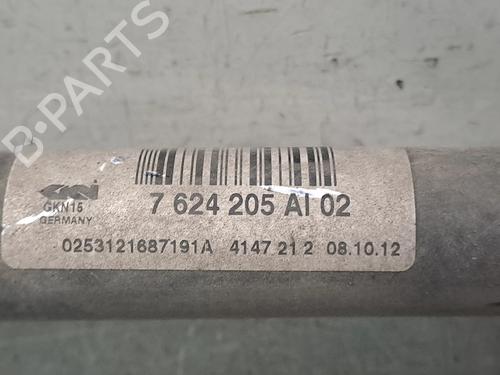 B-PARTS
GKN
GKN15
GERMANY
7 624 205 AI 02
0253121687191A 4147 21 2 08.10.12